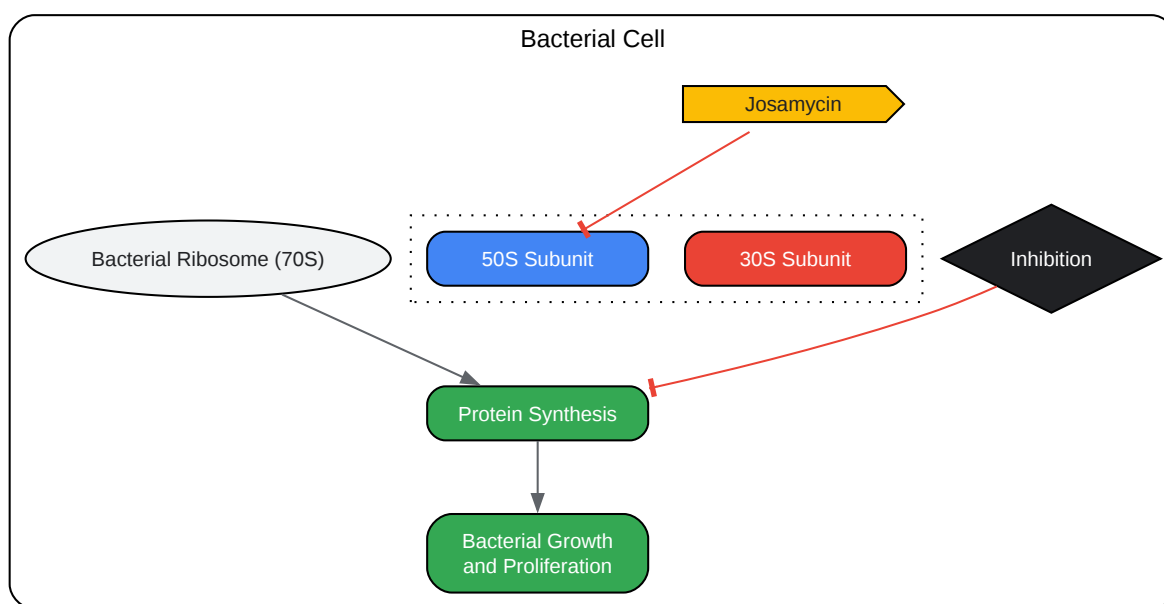 Bacterial Cell
Josamycin
Bacterial Ribosome (70S)
50S Subunit
30S Subunit
Inhibition
Protein Synthesis
Bacterial Growth
and Proliferation